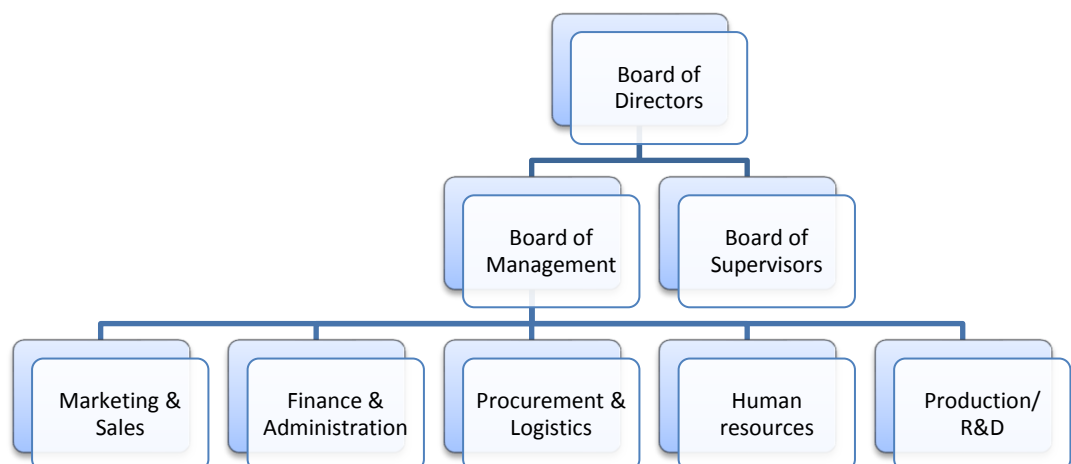 Board of
Directors
Board of
Management
Board of
Supervisors
Marketing &
Sales
Finance &
Administration
Procurement &
Logistics
Human
resources
Production/
R&D